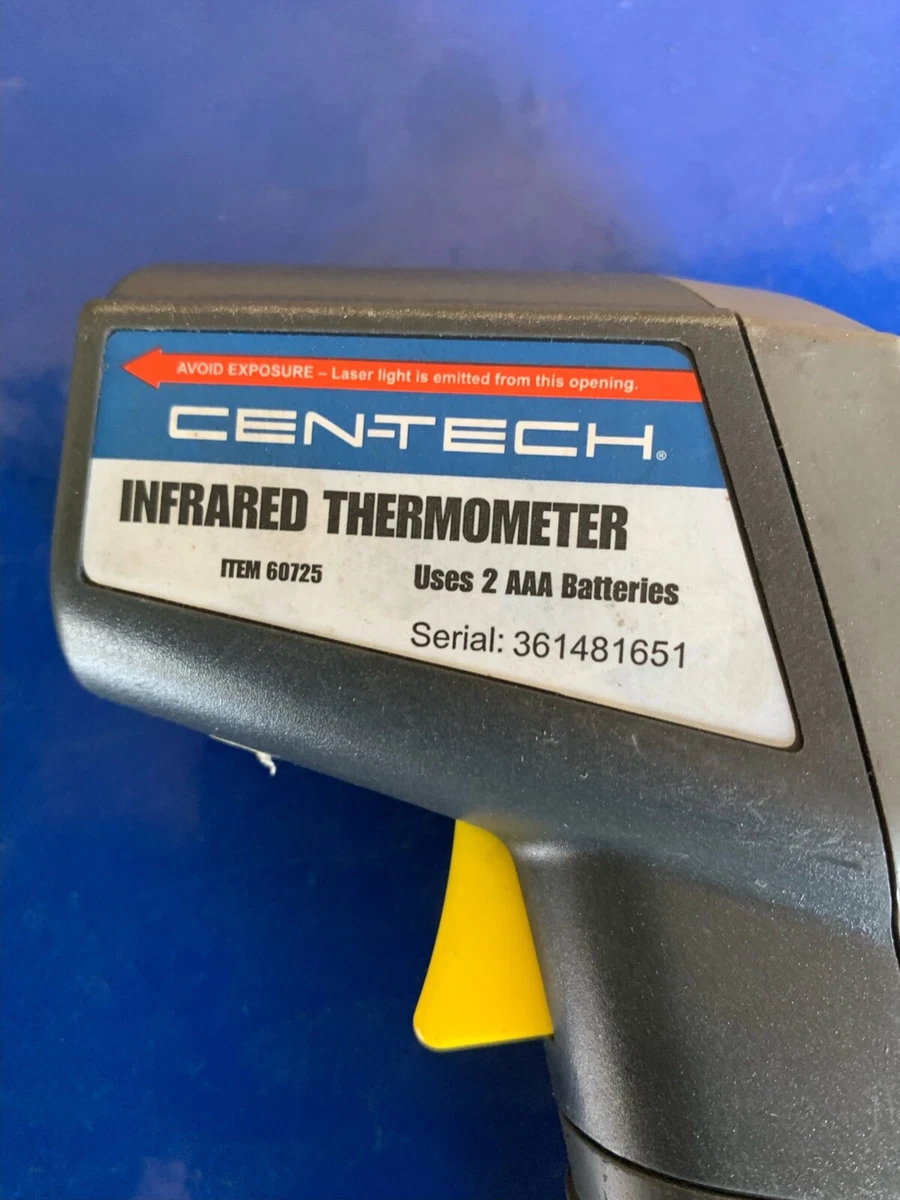 AVOID EXPOSURE – Laser light is emitted from this opening.
CEN-TECH®
INFRARED THERMOMETER
ITEM 60725 Uses 2 AAA Batteries
Serial: 361481651